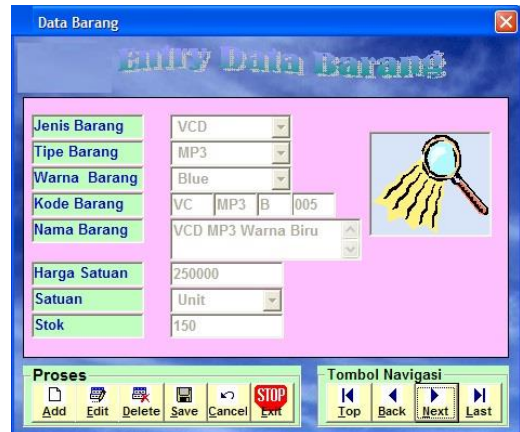 Data Barang
Entry Data Barang
Jenis Barang VCD
Tipe Barang MP3
Warna Barang Blue
Kode Barang VC MP3 B 005
Nama Barang VCD MP3 Warna Biru
Harga Satuan 250000
Satuan Unit
Stok 150
Proses
Add Edit Delete Save Cancel STOP Exit
Tombol Navigasi
Top Back Next Last